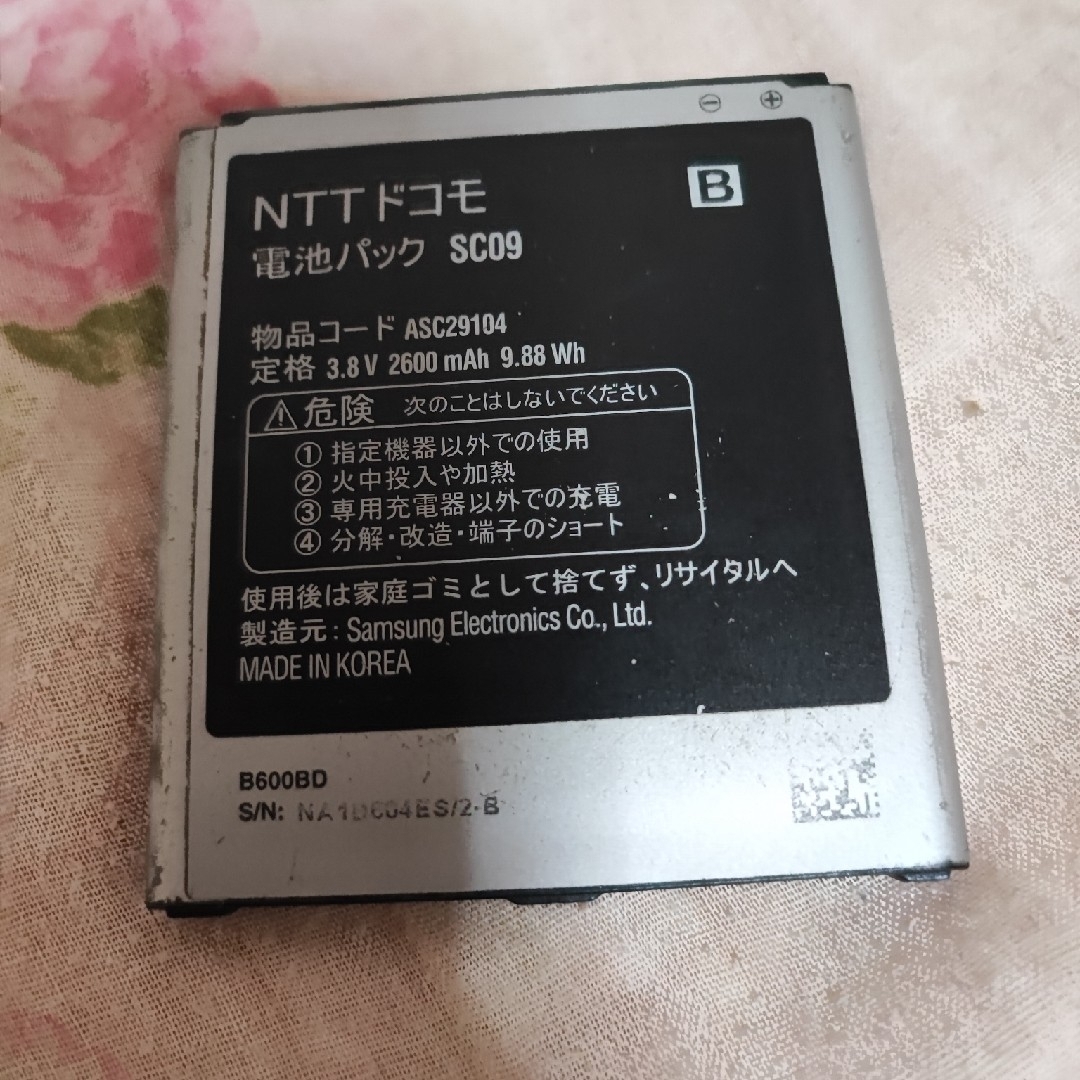 ⊖ ⊕
NTTドコモ
B
電池パック SC09
物品コード ASC29104
定格 3.8 V 2600 mAh 9.88 Wh
⚠危険 次のことはしないでください
① 指定機器以外での使用
② 火中投入や加熱
③ 専用充電器以外での充電
④ 分解・改造・端子のショート
使用後は家庭ゴミとして捨てず、リサイクルへ
製造元: Samsung Electronics Co., Ltd.
MADE IN KOREA
B600BD
S/N: